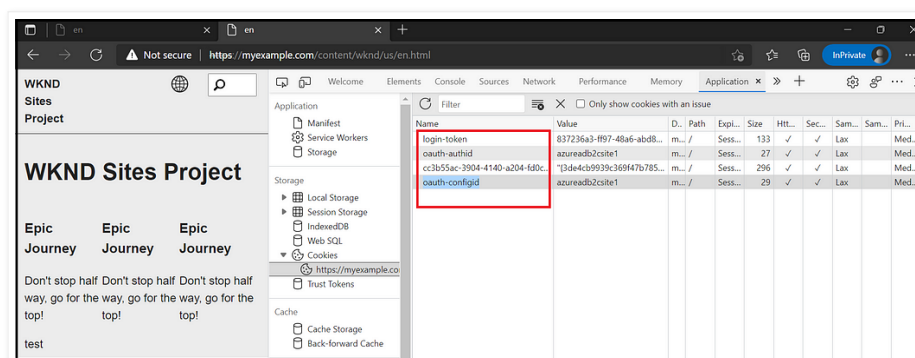 en
en
Not secure
https://myexample.com/content/wknd/us/en.html
InPrivate
WKND
Sites
Project
WKND Sites Project
Epic
Journey
Epic
Journey
Epic
Journey
Don't stop half
way, go for the
top!
Don't stop half
way, go for the
top!
Don't stop half
way, go for the
top!
test
Welcome Elements Console Sources Network Performance Memory Application
Application
Manifest
Service Workers
Storage
Storage
Local Storage
Session Storage
IndexedDB
Web SQL
Cookies
https://myexample.co
Trust Tokens
Cache
Cache Storage
Back-forward Cache
Filter Only show cookies with an issue
Name Value D.. Path Expi... Size Htt... Sec... Sam... Sam... Pri...
login-token 837236a3-ff97-48a6-abd8... m... / Sess... 133 ✓ ✓ Lax Med...
oauth-authid azureadb2csite1 m... / Sess... 27 ✓ ✓ Lax Med...
cc3b55ac-3904-4140-a204-fd0c... "[3de4cb9939c369f47b785... m... / Sess... 296 ✓ ✓ Lax Med...
oauth-configid azureadb2csite1 m... / Sess... 29 ✓ ✓ Lax Med...